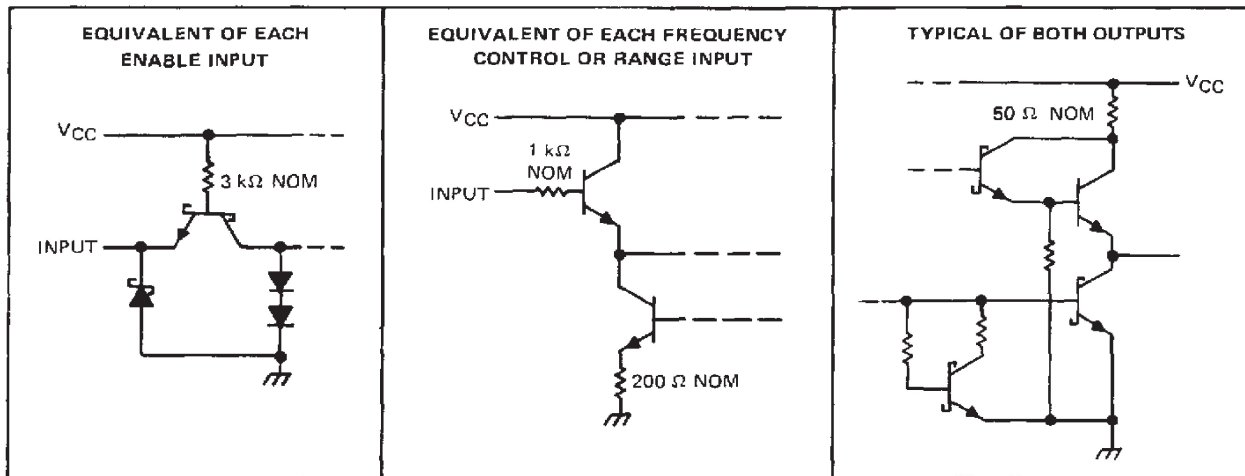 EQUIVALENT OF EACH
ENABLE INPUT
VCC
3 kΩ NOM
INPUT
EQUIVALENT OF EACH FREQUENCY
CONTROL OR RANGE INPUT
VCC
1 kΩ
NOM
INPUT
200 Ω NOM
TYPICAL OF BOTH OUTPUTS
VCC
50 Ω NOM